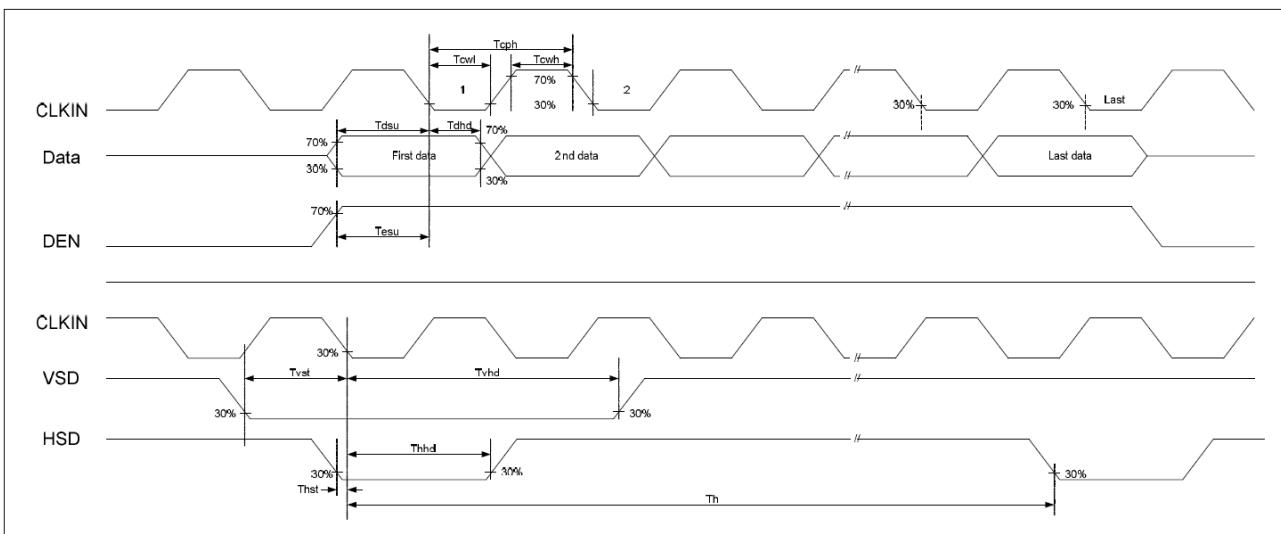 Tcph
Tcwl Tcwh
1 70% 2
30% 30% 30% Last
CLKIN
Tdsu Tdhd
70% 70%
Data First data 2nd data Last data
30% 30%
70%
DEN Tesu
CLKIN
30%
VSD Tvst Tvhd
30% 30%
HSD
Thhd
30% 30% 30%
Thst
Th